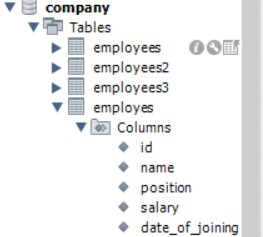 company
Tables
employees
employees2
employees3
employes
Columns
id
name
position
salary
date_of_joining